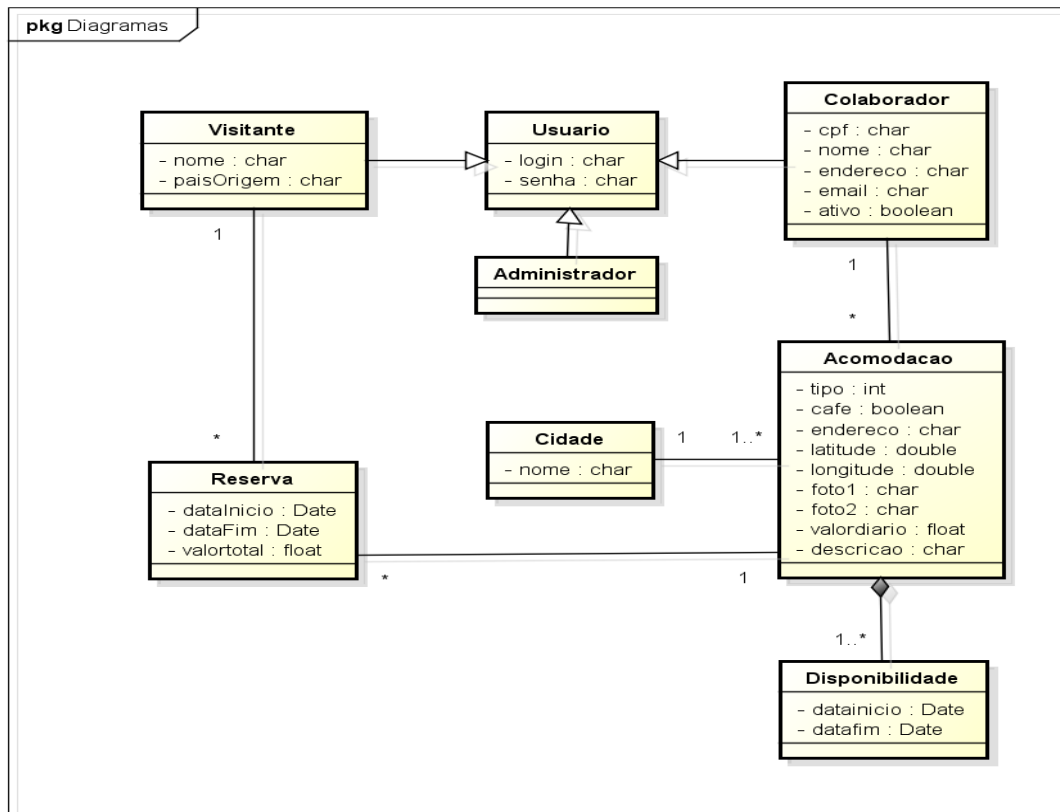 pkg Diagramas
Visitante
- nome : char
- paisOrigem : char
Usuario
- login : char
- senha : char
Colaborador
- cpf : char
- nome : char
- endereco : char
- email : char
- ativo : boolean
Administrador
1
*
1
*
Acomodacao
- tipo : int
- cafe : boolean
- endereco : char
- latitude : double
- longitude : double
- foto1 : char
- foto2 : char
- valordiario : float
- descricao : char
Cidade
- nome : char
1
1..*
Reserva
- dataInicio : Date
- dataFim : Date
- valortotal : float
*
1
1..*
Disponibilidade
- datainicio : Date
- datafim : Date